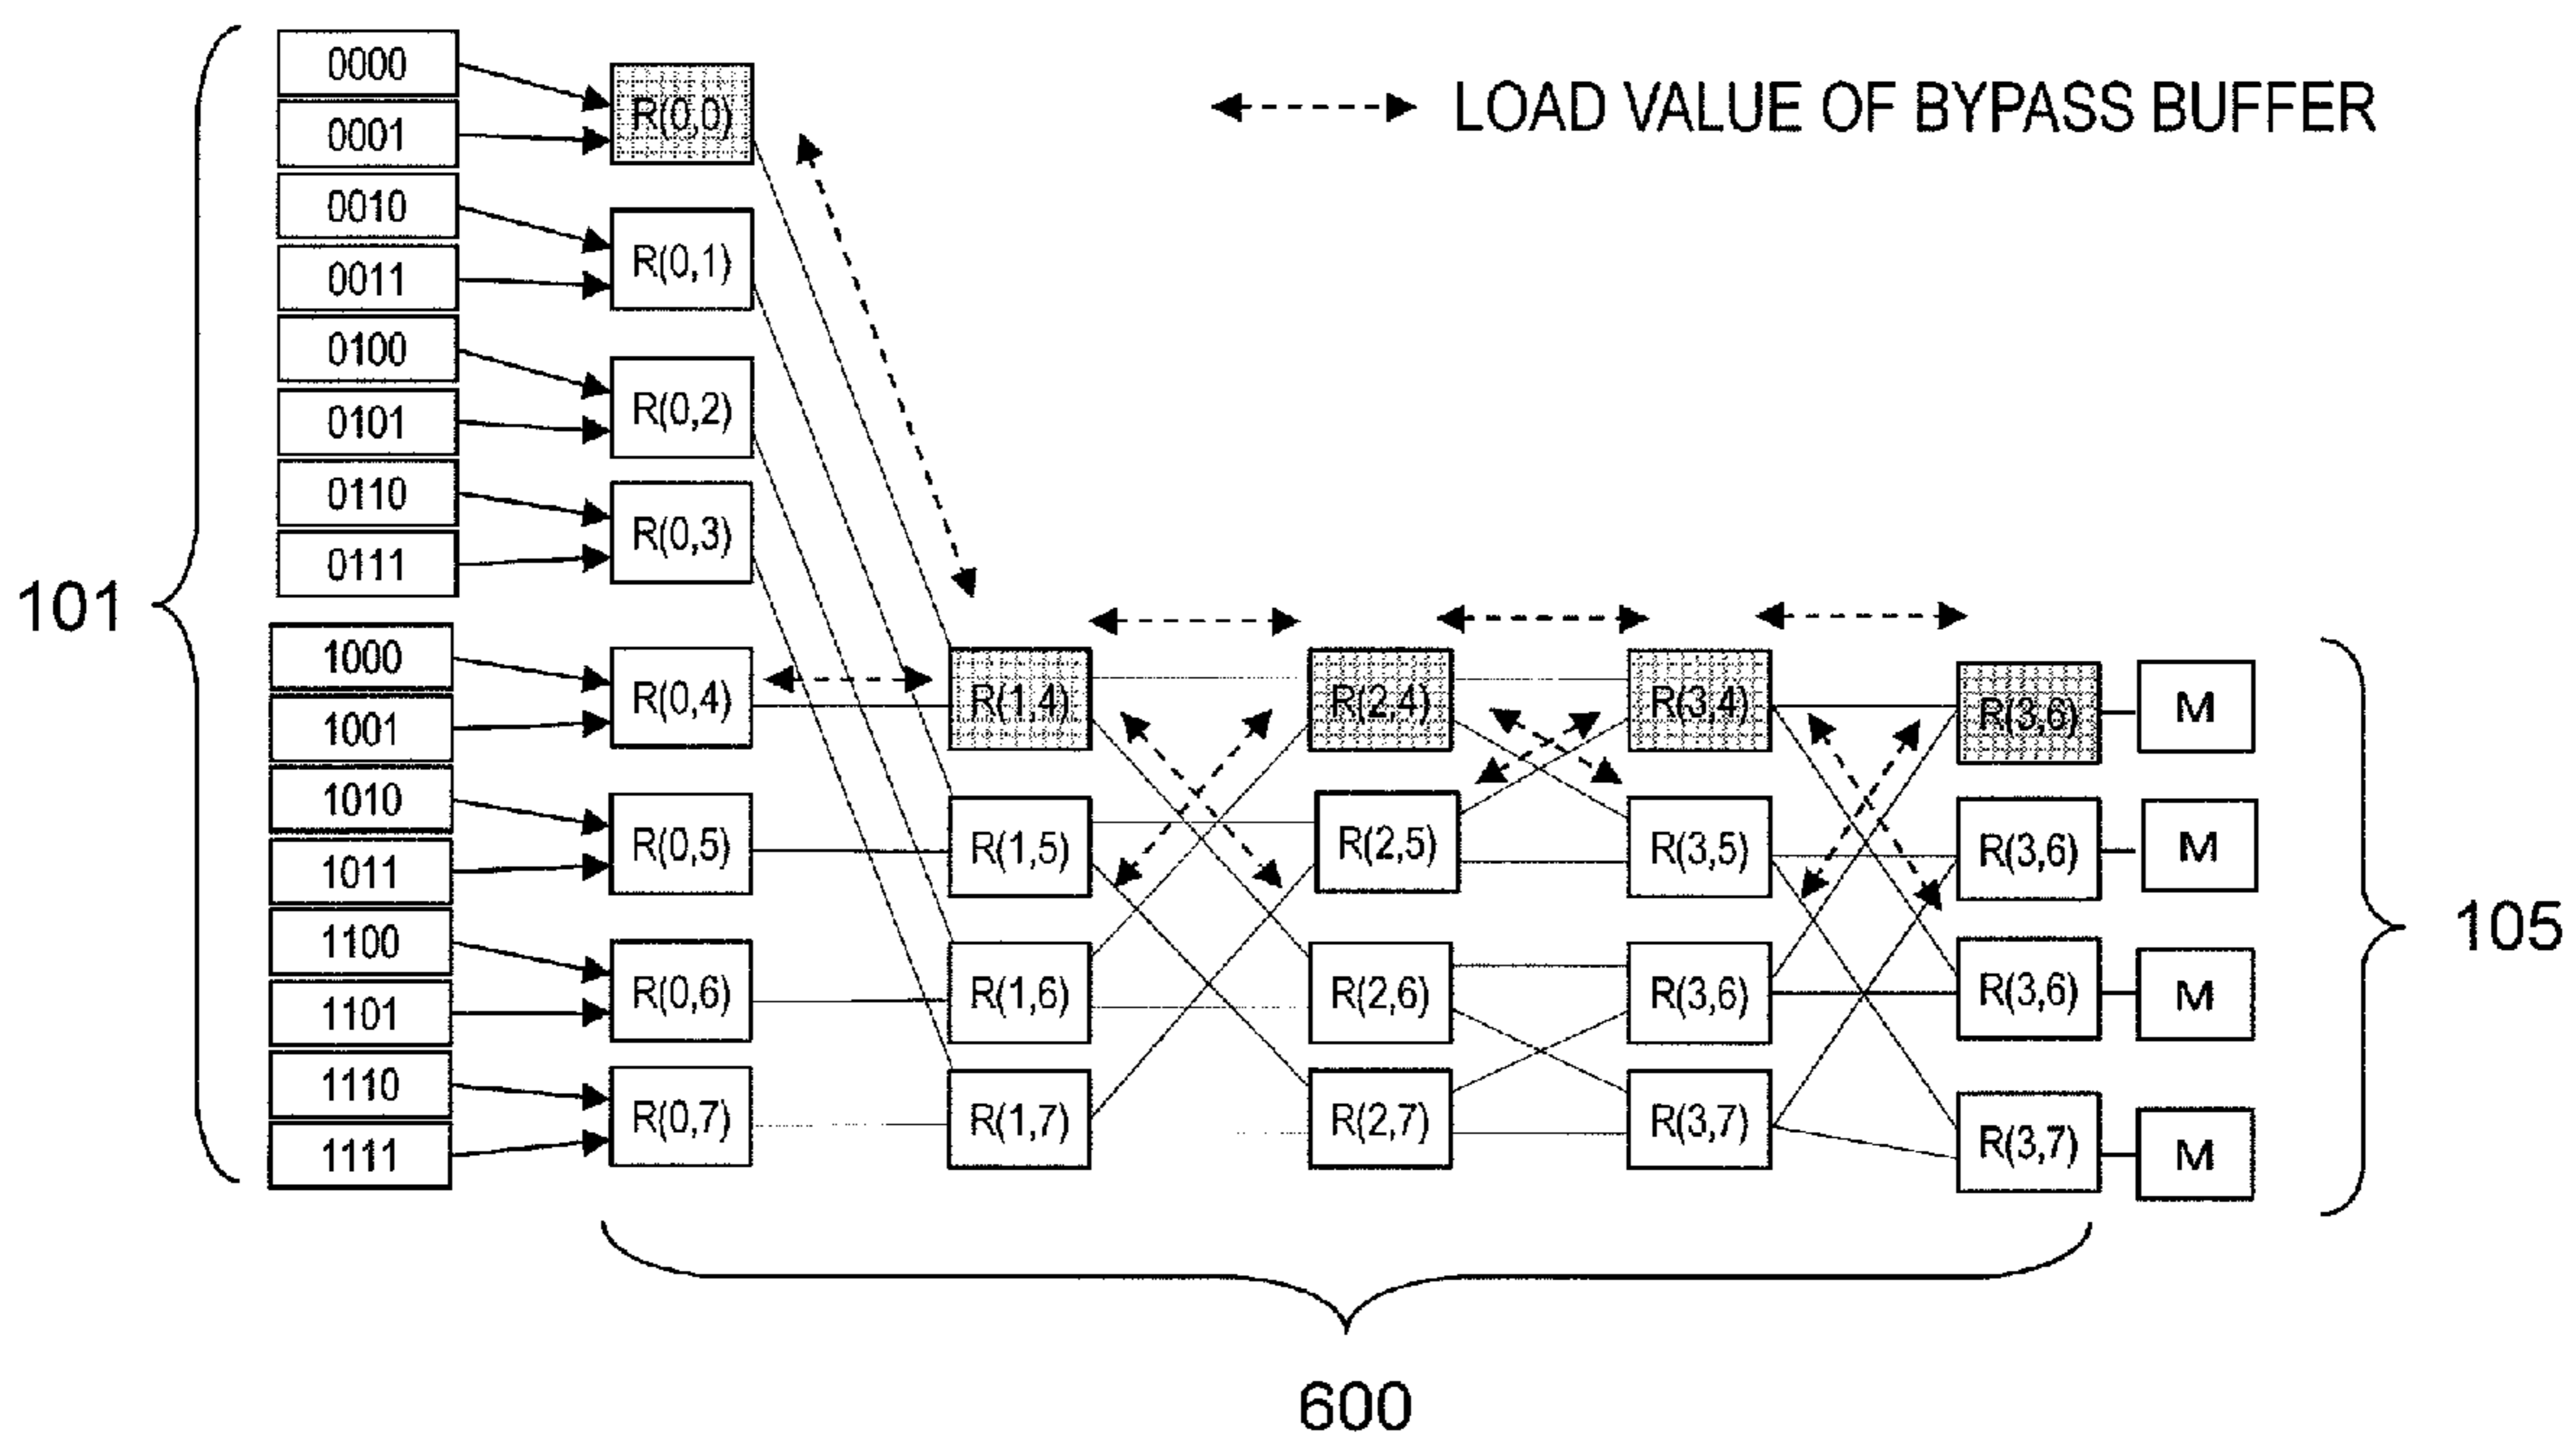 0000
0001
0010
0011
0100
0101
0110
0111
1000
1001
1010
1011
1100
1101
1110
1111
101
R(0,0)
R(0,1)
R(0,2)
R(0,3)
R(0,4)
R(0,5)
R(0,6)
R(0,7)
LOAD VALUE OF BYPASS BUFFER
R(1,4)
R(1,5)
R(1,6)
R(1,7)
R(2,4)
R(2,5)
R(2,6)
R(2,7)
R(3,4)
R(3,5)
R(3,6)
R(3,7)
R(3,6)
R(3,6)
R(3,6)
R(3,7)
M
M
M
M
105
600